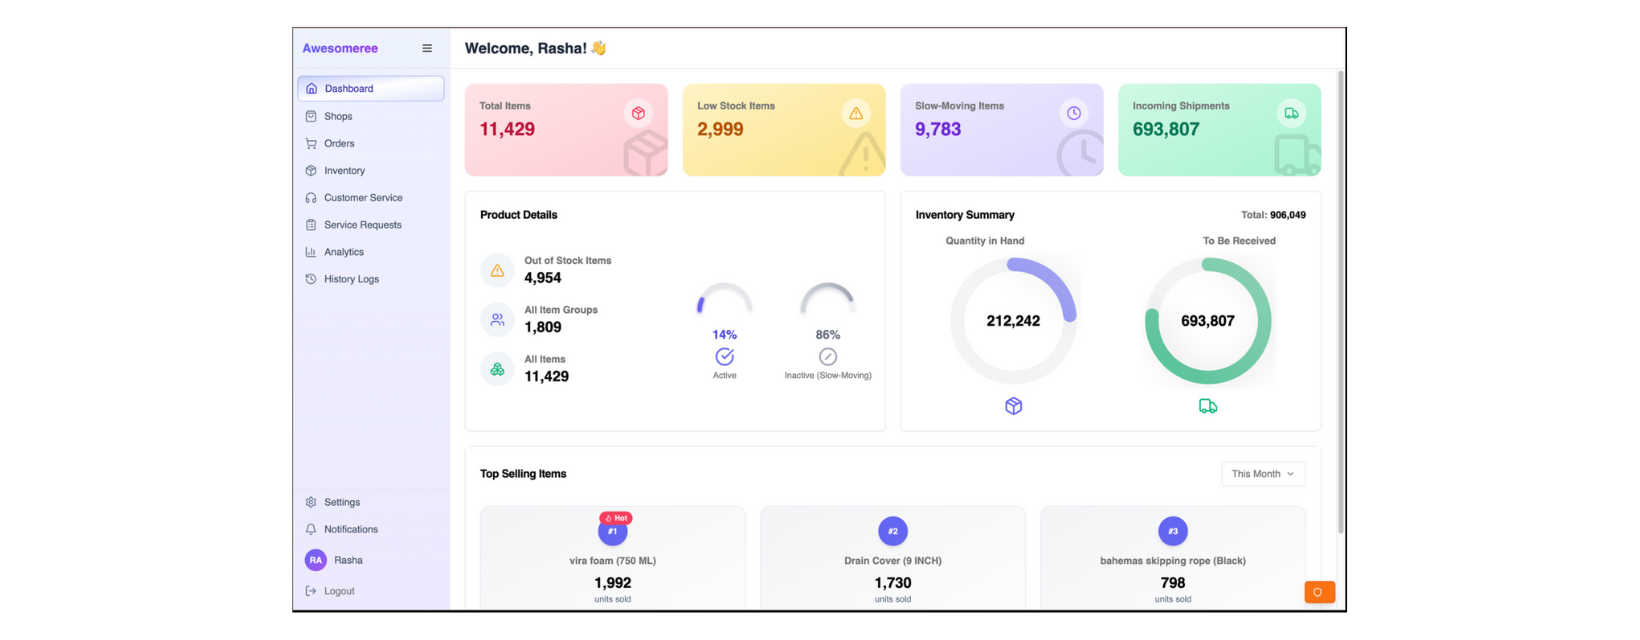 Awesomeree
Welcome, Rasha! 👋
Dashboard
Shops
Orders
Inventory
Customer Service
Service Requests
Analytics
History Logs
Settings
Notifications
RA
Rasha
Logout
Total Items
11,429
Low Stock Items
2,999
Slow-Moving Items
9,783
Incoming Shipments
693,807
Product Details
Out of Stock Items
4,954
All Item Groups
1,809
All Items
11,429
14%
Active
86%
Inactive (Slow-Moving)
Inventory Summary
Total: 906,049
Quantity in Hand
212,242
To Be Received
693,807
Top Selling Items
This Month
Hot
#1
vira foam (750 ML)
1,992
units sold
#2
Drain Cover (9 INCH)
1,730
units sold
#3
bahemas skipping rope (Black)
798
units sold